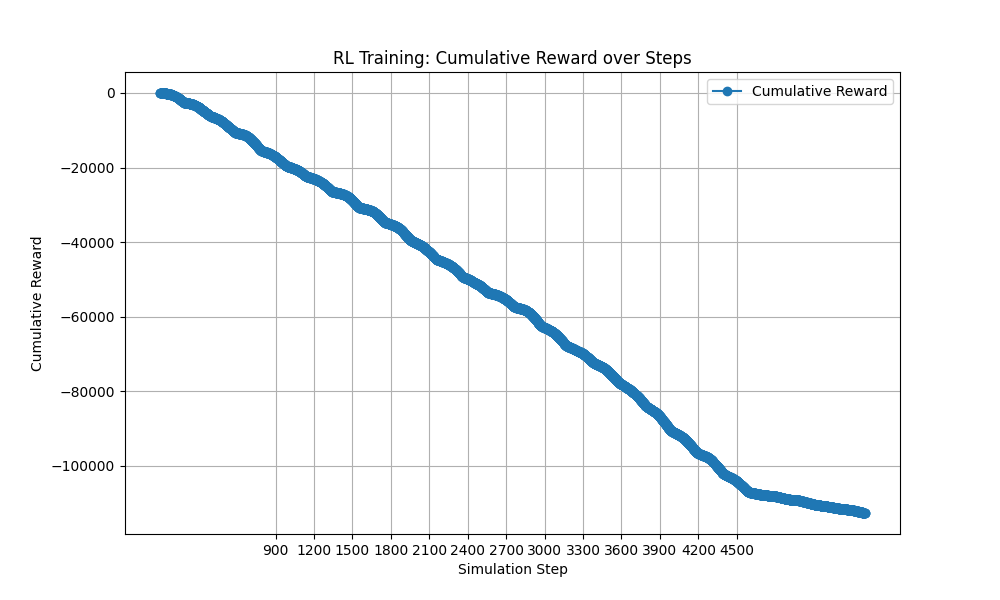 RL Training: Cumulative Reward over Steps
Cumulative Reward
0
−20000
−40000
−60000
−80000
−100000
Cumulative Reward
900 1200 1500 1800 2100 2400 2700 3000 3300 3600 3900 4200 4500
Simulation Step